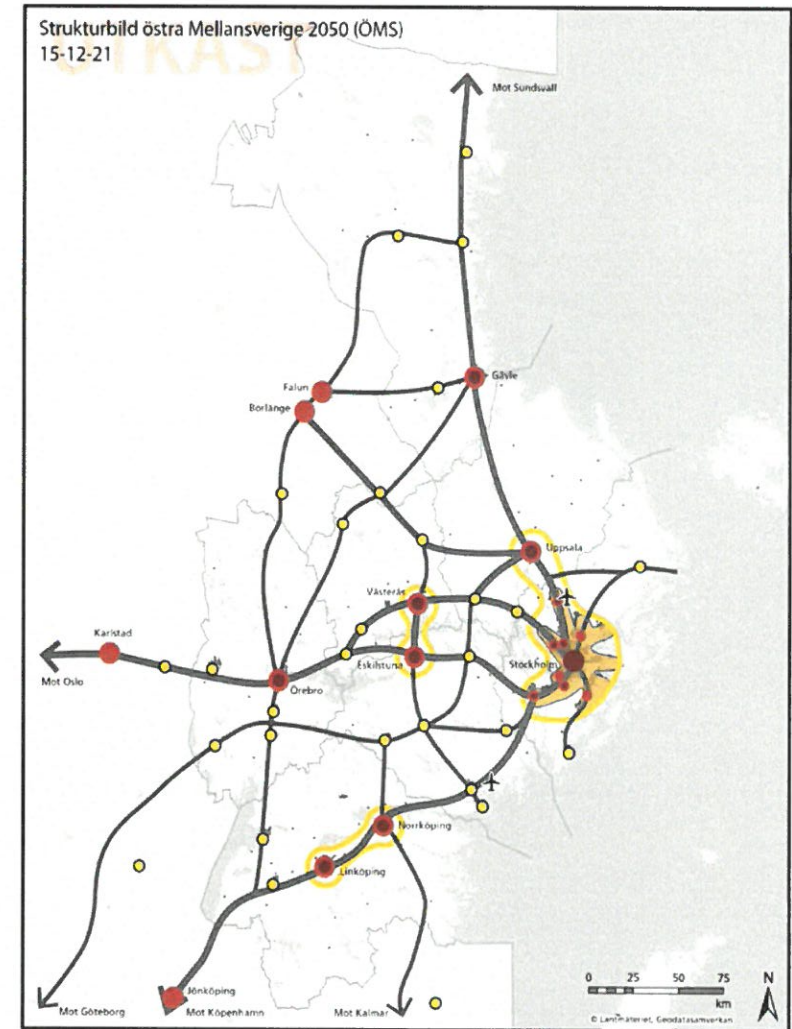 UTKAST
Strukturbild östra Mellansverige 2050 (ÖMS)
15-12-21
Mot Sundsvall
Gävle
Falun
Borlänge
Uppsala
Västerås
Karlstad
Stockholm
Eskilstuna
Mot Oslo
Örebro
Norrköping
Linköping
Jönköping
Mot Göteborg
Mot Köpenhamn
Mot Kalmar
0 25 50 75
km
N
© Lantmäteriet, Geodatasamverkan